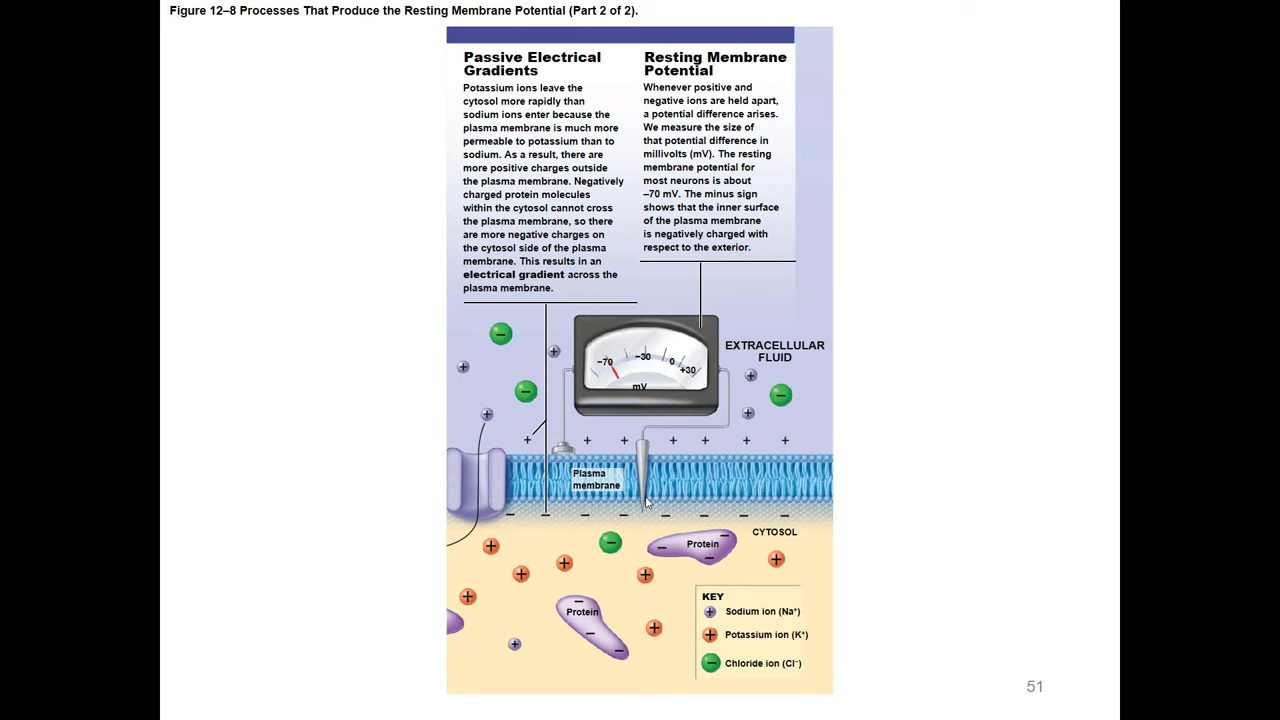 Figure 12–8 Processes That Produce the Resting Membrane Potential (Part 2 of 2).
Passive Electrical
Gradients
Potassium ions leave the
cytosol more rapidly than
sodium ions enter because the
plasma membrane is much more
permeable to potassium than to
sodium. As a result, there are
more positive charges outside
the plasma membrane. Negatively
charged protein molecules
within the cytosol cannot cross
the plasma membrane, so there
are more negative charges on
the cytosol side of the plasma
membrane. This results in an
electrical gradient across the
plasma membrane.
Resting Membrane
Potential
Whenever positive and
negative ions are held apart,
a potential difference arises.
We measure the size of
that potential difference in
millivolts (mV). The resting
membrane potential for
most neurons is about
–70 mV. The minus sign
shows that the inner surface
of the plasma membrane
is negatively charged with
respect to the exterior.
EXTRACELLULAR
FLUID
–70 –30 0 +30
mV
+ + + + + + +
Plasma
membrane
– – – – – – – –
CYTOSOL
Protein
Protein
KEY
Sodium ion (Na⁺)
Potassium ion (K⁺)
Chloride ion (Cl⁻)
51